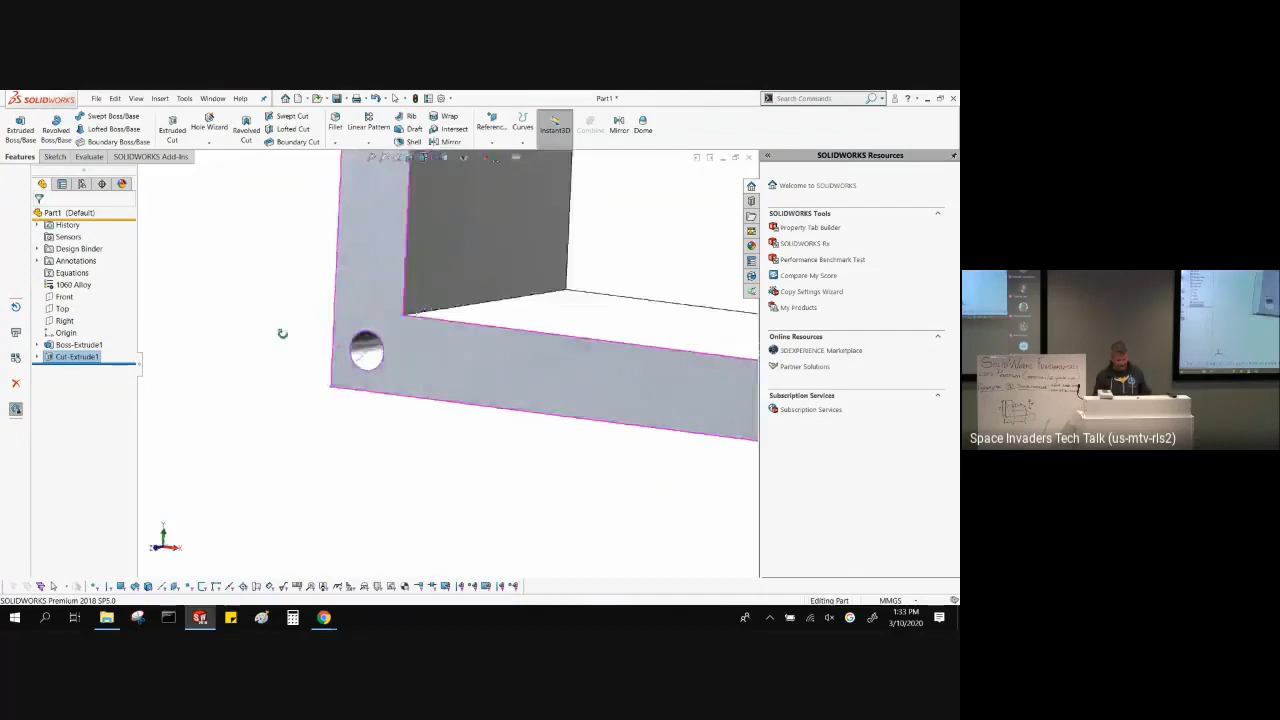 SOLIDWORKS File Edit View Insert Tools Window Help Part1 * Search Commands
Extruded Boss/Base
Revolved Boss/Base
Swept Boss/Base
Lofted Boss/Base
Boundary Boss/Base
Extruded Cut
Hole Wizard
Revolved Cut
Swept Cut
Lofted Cut
Boundary Cut
Fillet
Linear Pattern
Rib
Draft
Shell
Wrap
Intersect
Mirror
Referenc...
Curves
Instant3D
Combine
Mirror
Dome
Features Sketch Evaluate SOLIDWORKS Add-Ins
Part1 (Default)
History
Sensors
Design Binder
Annotations
Equations
1060 Alloy
Front
Top
Right
Origin
Boss-Extrude1
Cut-Extrude1
Y
Z X
SOLIDWORKS Resources
Welcome to SOLIDWORKS
SOLIDWORKS Tools
Property Tab Builder
SOLIDWORKS Rx
Performance Benchmark Test
Compare My Score
Copy Settings Wizard
My Products
Online Resources
3DEXPERIENCE Marketplace
Partner Solutions
Subscription Services
Subscription Services
SOLIDWORKS Premium 2018 SP5.0
Editing Part
MMGS
1:33 PM
3/10/2020
SOLIDWORKS FUNDAMENTALS
Space Invaders Tech Talk (us-mtv-rls2)